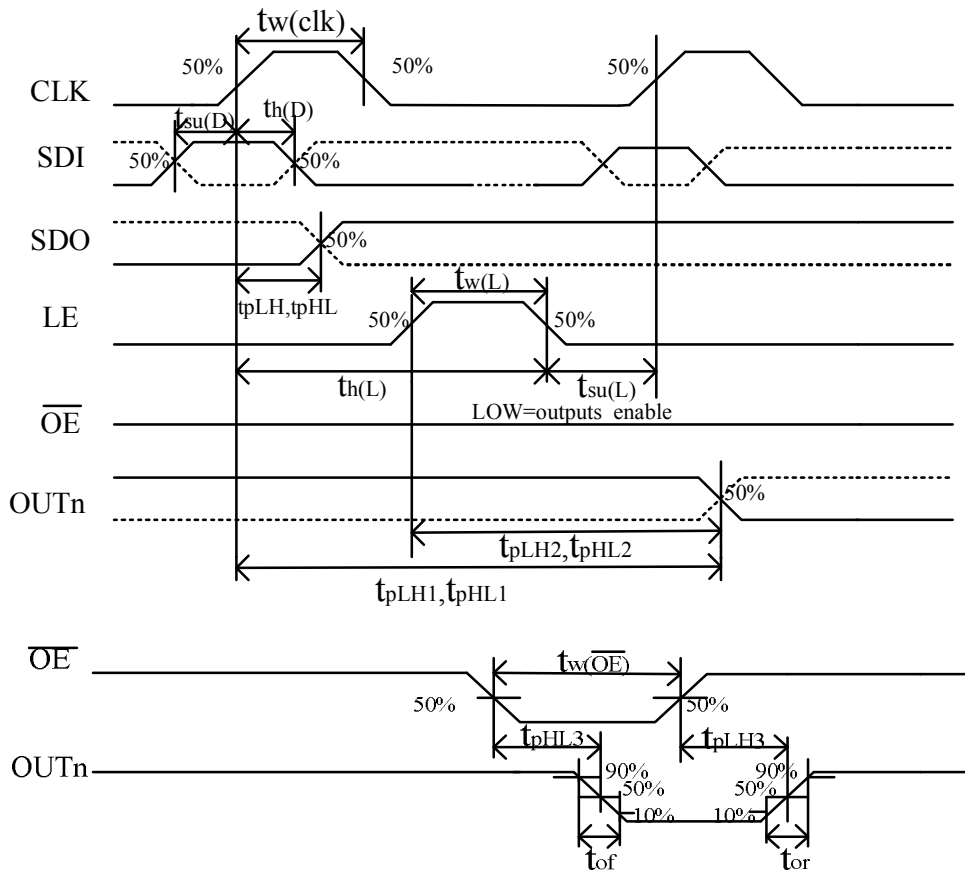 tw(clk)
50%
50%
50%
CLK
tsu(D)
th(D)
SDI
50%
50%
SDO
50%
tpLH,tpHL
tw(L)
LE
50%
50%
th(L)
tsu(L)
LOW=outputs enable
OE
OUTn
50%
tpLH2,tpHL2
tpLH1,tpHL1
OE
tw(OE)
50%
50%
tpHL3
tpLH3
OUTn
90%
90%
50%
50%
10%
10%
tof
tor